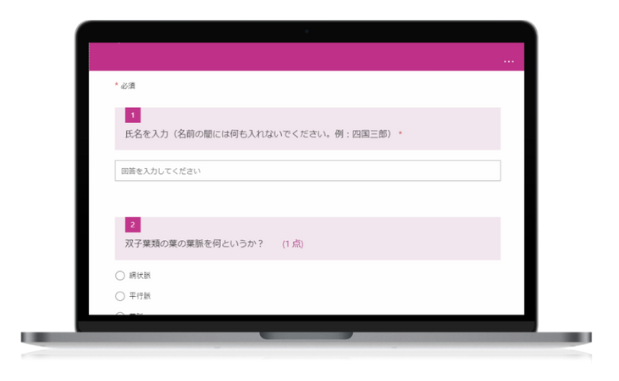 …
* 必須
1
氏名を入力（名前の間には何も入れないでください。例：四国三郎） *
回答を入力してください
2
双子葉類の葉の葉脈を何というか？ (1 点)
網状脈
平行脈